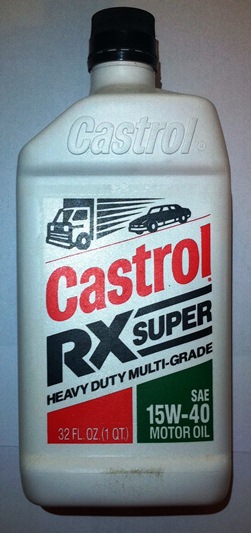 Castrol®
Castrol®
RX SUPER
HEAVY DUTY MULTI-GRADE
32 FL. OZ. (1 QT.)
SAE
15W-40
MOTOR OIL